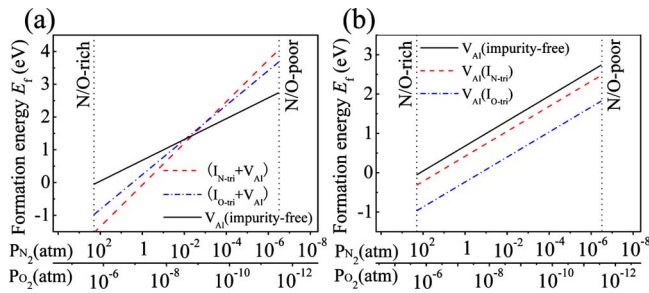 (a)
Formation energy E_f (eV)
4
3
2
1
0
-1
N/O-rich
N/O-poor
(I_N-tri+V_Al)
(I_O-tri+V_Al)
V_Al(impurity-free)
P_N₂(atm) 10² 1 10⁻² 10⁻⁴ 10⁻⁶ 10⁻⁸
P_O₂(atm) 10⁻⁶ 10⁻⁸ 10⁻¹⁰ 10⁻¹²
(b)
Formation energy E_f (eV)
3
2
1
0
-1
N/O-rich
N/O-poor
V_Al(impurity-free)
V_Al(I_N-tri)
V_Al(I_O-tri)
10² 1 10⁻² 10⁻⁴ 10⁻⁶ 10⁻⁸
P_N₂(atm)
10⁻⁶ 10⁻⁸ 10⁻¹⁰ 10⁻¹²
P_O₂(atm)